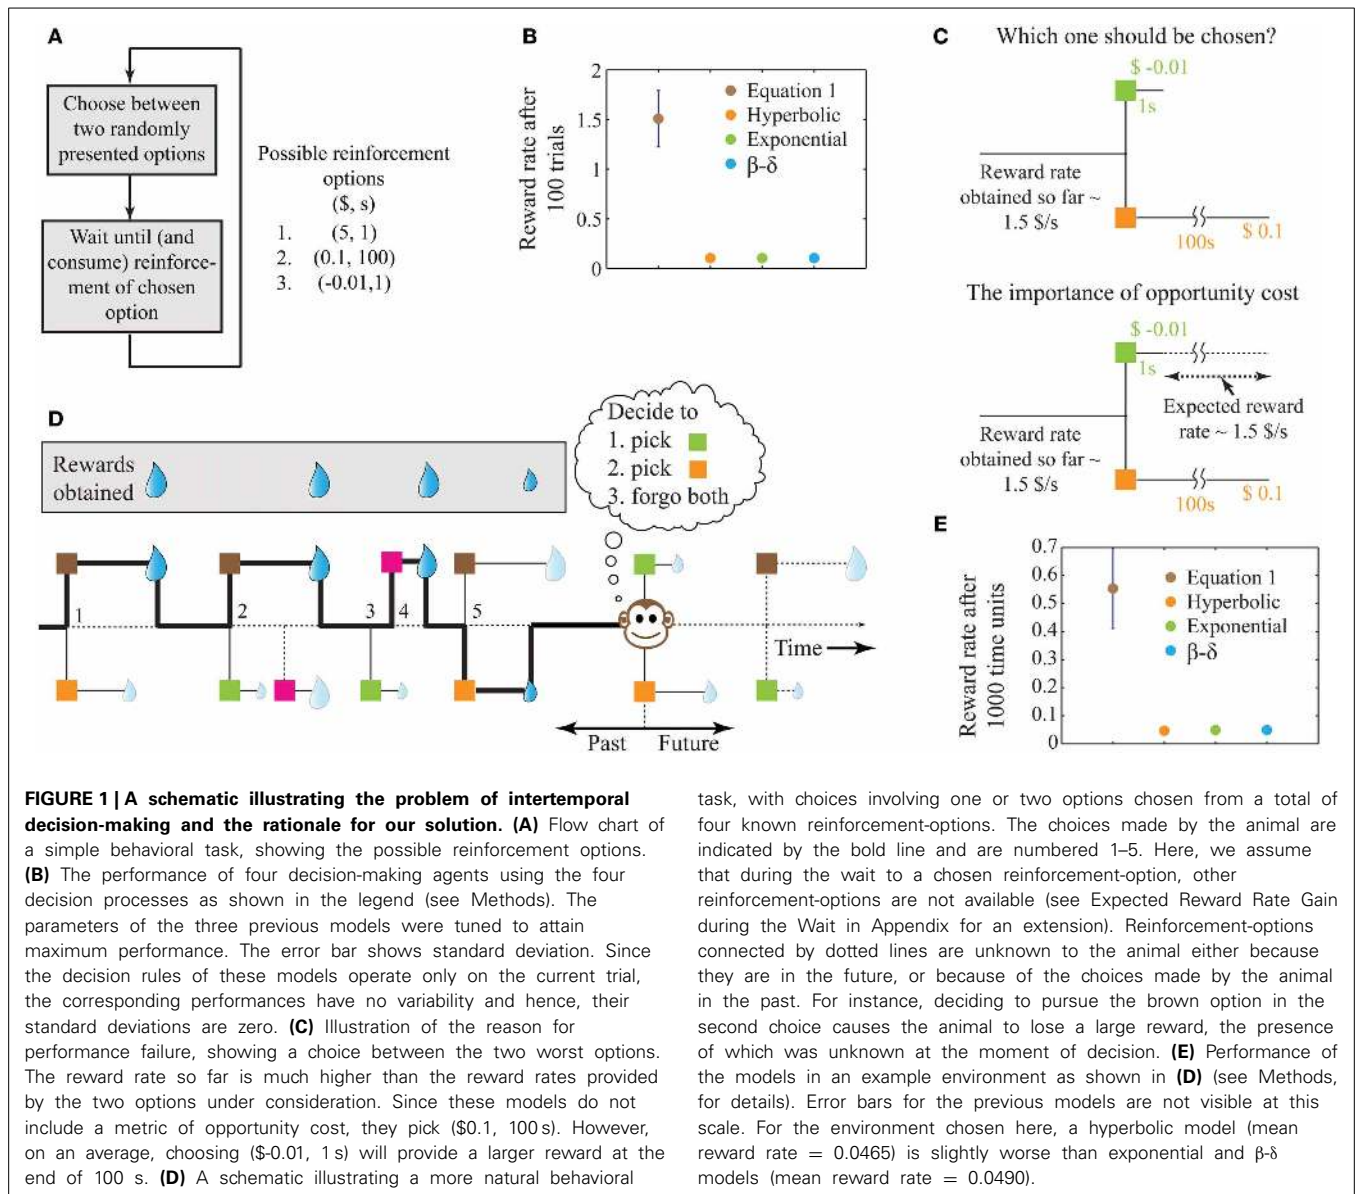 A
Choose between
two randomly
presented options
Wait until (and
consume) reinforce-
ment of chosen
option
Possible reinforcement
options
($, s)
1. (5, 1)
2. (0.1, 100)
3. (-0.01,1)
B
Reward rate after
100 trials
2
1.5
1
0.5
0
Equation 1
Hyperbolic
Exponential
β-δ
C
Which one should be chosen?
$ -0.01
1s
Reward rate
obtained so far ~
1.5 $/s
100s
$ 0.1
The importance of opportunity cost
$ -0.01
1s
Expected reward
rate ~ 1.5 $/s
Reward rate
obtained so far ~
1.5 $/s
100s
$ 0.1
D
Rewards
obtained
Decide to
1. pick
2. pick
3. forgo both
1
2
3
4
5
Time
Past
Future
E
Reward rate after
1000 time units
0.7
0.6
0.5
0.4
0.3
0.2
0.1
0
Equation 1
Hyperbolic
Exponential
β-δ
FIGURE 1 | A schematic illustrating the problem of intertemporal
decision-making and the rationale for our solution. (A) Flow chart of
a simple behavioral task, showing the possible reinforcement options.
(B) The performance of four decision-making agents using the four
decision processes as shown in the legend (see Methods). The
parameters of the three previous models were tuned to attain
maximum performance. The error bar shows standard deviation. Since
the decision rules of these models operate only on the current trial,
the corresponding performances have no variability and hence, their
standard deviations are zero. (C) Illustration of the reason for
performance failure, showing a choice between the two worst options.
The reward rate so far is much higher than the reward rates provided
by the two options under consideration. Since these models do not
include a metric of opportunity cost, they pick ($0.1, 100 s). However,
on an average, choosing ($-0.01, 1 s) will provide a larger reward at the
end of 100 s. (D) A schematic illustrating a more natural behavioral
task, with choices involving one or two options chosen from a total of
four known reinforcement-options. The choices made by the animal are
indicated by the bold line and are numbered 1–5. Here, we assume
that during the wait to a chosen reinforcement-option, other
reinforcement-options are not available (see Expected Reward Rate Gain
during the Wait in Appendix for an extension). Reinforcement-options
connected by dotted lines are unknown to the animal either because
they are in the future, or because of the choices made by the animal
in the past. For instance, deciding to pursue the brown option in the
second choice causes the animal to lose a large reward, the presence
of which was unknown at the moment of decision. (E) Performance of
the models in an example environment as shown in (D) (see Methods,
for details). Error bars for the previous models are not visible at this
scale. For the environment chosen here, a hyperbolic model (mean
reward rate = 0.0465) is slightly worse than exponential and β-δ
models (mean reward rate = 0.0490).